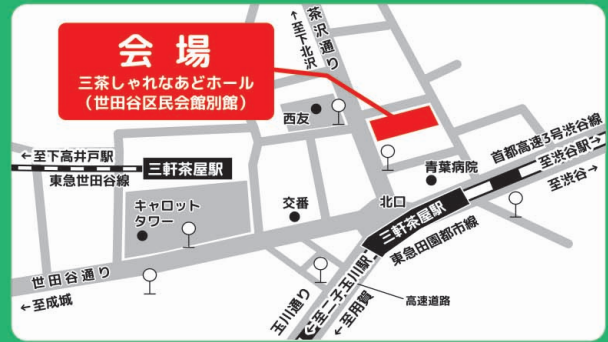 会場
三茶しゃれなあどホール
（世田谷区民会館別館）
←至下北沢
茶沢通り
西友
←至下高井戸駅
東急世田谷線
三軒茶屋駅
キャロット
タワー
交番
北口
青葉病院
首都高速3号渋谷線
至渋谷駅→
至渋谷→
三軒茶屋駅
東急田園都市線
世田谷通り
←至成城
玉川通り
←至二子玉川駅
←至用賀
高速道路